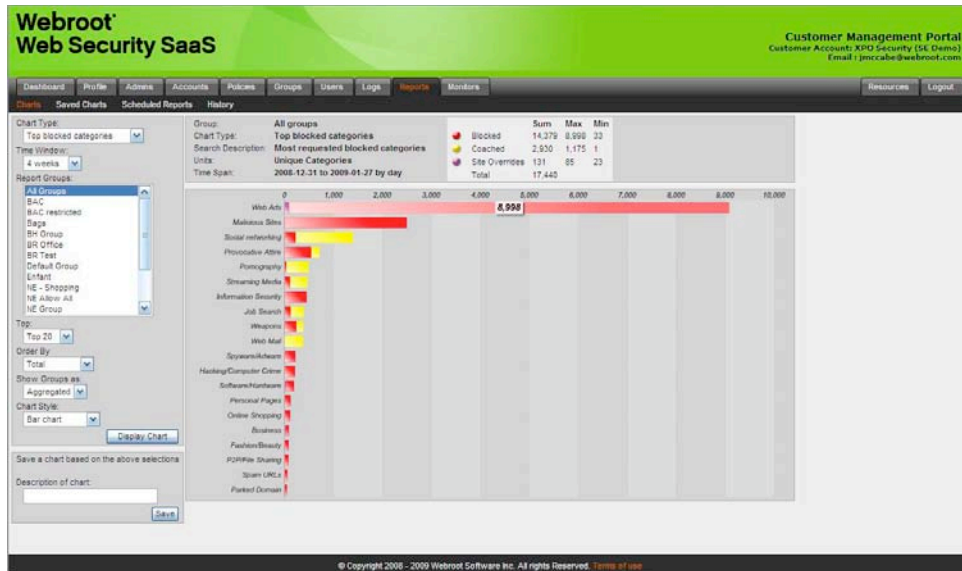 Webroot®
Web Security SaaS
Customer Management Portal
Customer Account: XPO Security (SE Demo)
Email : jmccabe@webroot.com
Dashboard Profile Admins Accounts Policies Groups Users Logs Reports Monitors Resources Logout
Charts Saved Charts Scheduled Reports History
Chart Type:
Top blocked categories
Time Window:
4 weeks
Report Groups:
All Groups
BAC
BAC restricted
Bags
BH Group
BR Office
BR Test
Default Group
Enfant
NE - Shopping
NE Allow All
NE Group
Top:
Top 20
Order By
Total
Show Groups as:
Aggregated
Chart Style:
Bar chart
Display Chart
Save a chart based on the above selections
Description of chart:
Save
Group: All groups
Chart Type: Top blocked categories
Search Description: Most requested blocked categories
Units: Unique Categories
Time Span: 2008-12-31 to 2009-01-27 by day
Sum Max Min
Blocked 14,379 8,998 33
Coached 2,930 1,175 1
Site Overrides 131 85 23
Total 17,440
0 1,000 2,000 3,000 4,000 5,000 6,000 7,000 8,000 9,000 10,000
Web Ads 8,998
Malicious Sites
Social networking
Provocative Attire
Pornography
Streaming Media
Information Security
Job Search
Weapons
Web Mail
Spyware/Adware
Hacking/Computer Crime
Software/Hardware
Personal Pages
Online Shopping
Business
Fashion/Beauty
P2P/File Sharing
Spam URLs
Parked Domain
© Copyright 2008 - 2009 Webroot Software Inc. All rights Reserved. Terms of use